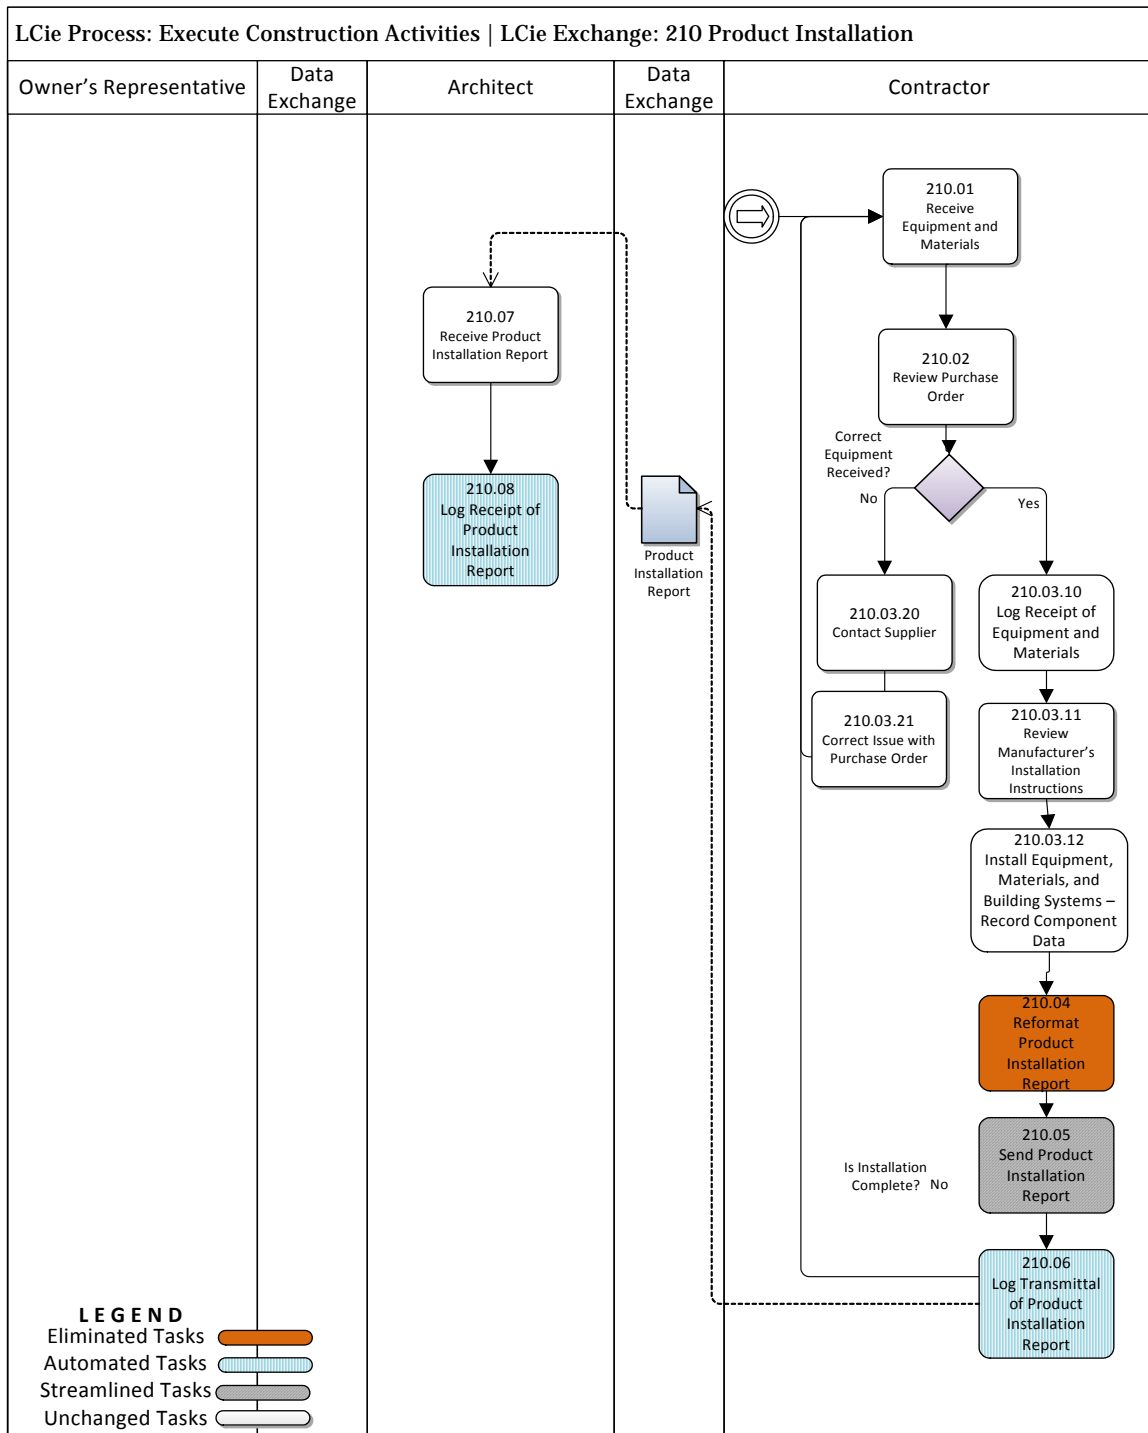 LCie Process: Execute Construction Activities | LCie Exchange: 210 Product Installation
Owner's Representative
Data
Exchange
Architect
Data
Exchange
Contractor
210.01
Receive
Equipment and
Materials
210.07
Receive Product
Installation Report
210.02
Review Purchase
Order
Correct
Equipment
Received?
No
Yes
210.08
Log Receipt of
Product
Installation
Report
Product
Installation
Report
210.03.20
Contact Supplier
210.03.10
Log Receipt of
Equipment and
Materials
210.03.21
Correct Issue with
Purchase Order
210.03.11
Review
Manufacturer's
Installation
Instructions
210.03.12
Install Equipment,
Materials, and
Building Systems –
Record Component
Data
210.04
Reformat
Product
Installation
Report
210.05
Send Product
Installation
Report
Is Installation
Complete? No
210.06
Log Transmittal
of Product
Installation
Report
LEGEND
Eliminated Tasks
Automated Tasks
Streamlined Tasks
Unchanged Tasks